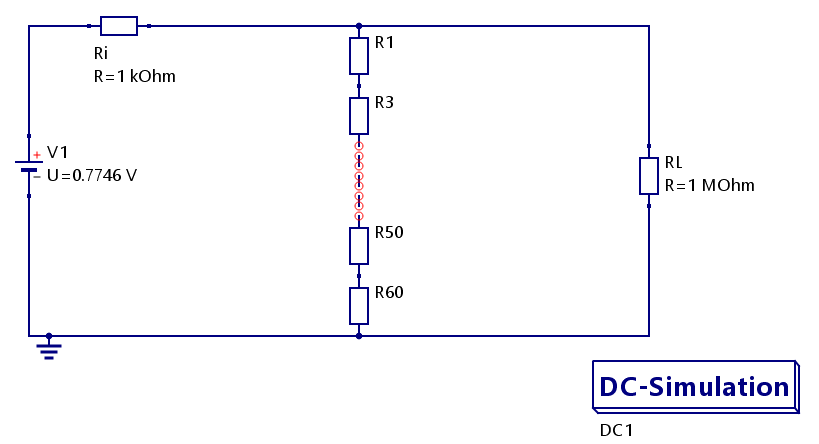 Ri
R=1 kOhm
R1
R3
+ V1
− U=0.7746 V
RL
R=1 MOhm
R50
R60
DC-Simulation
DC1